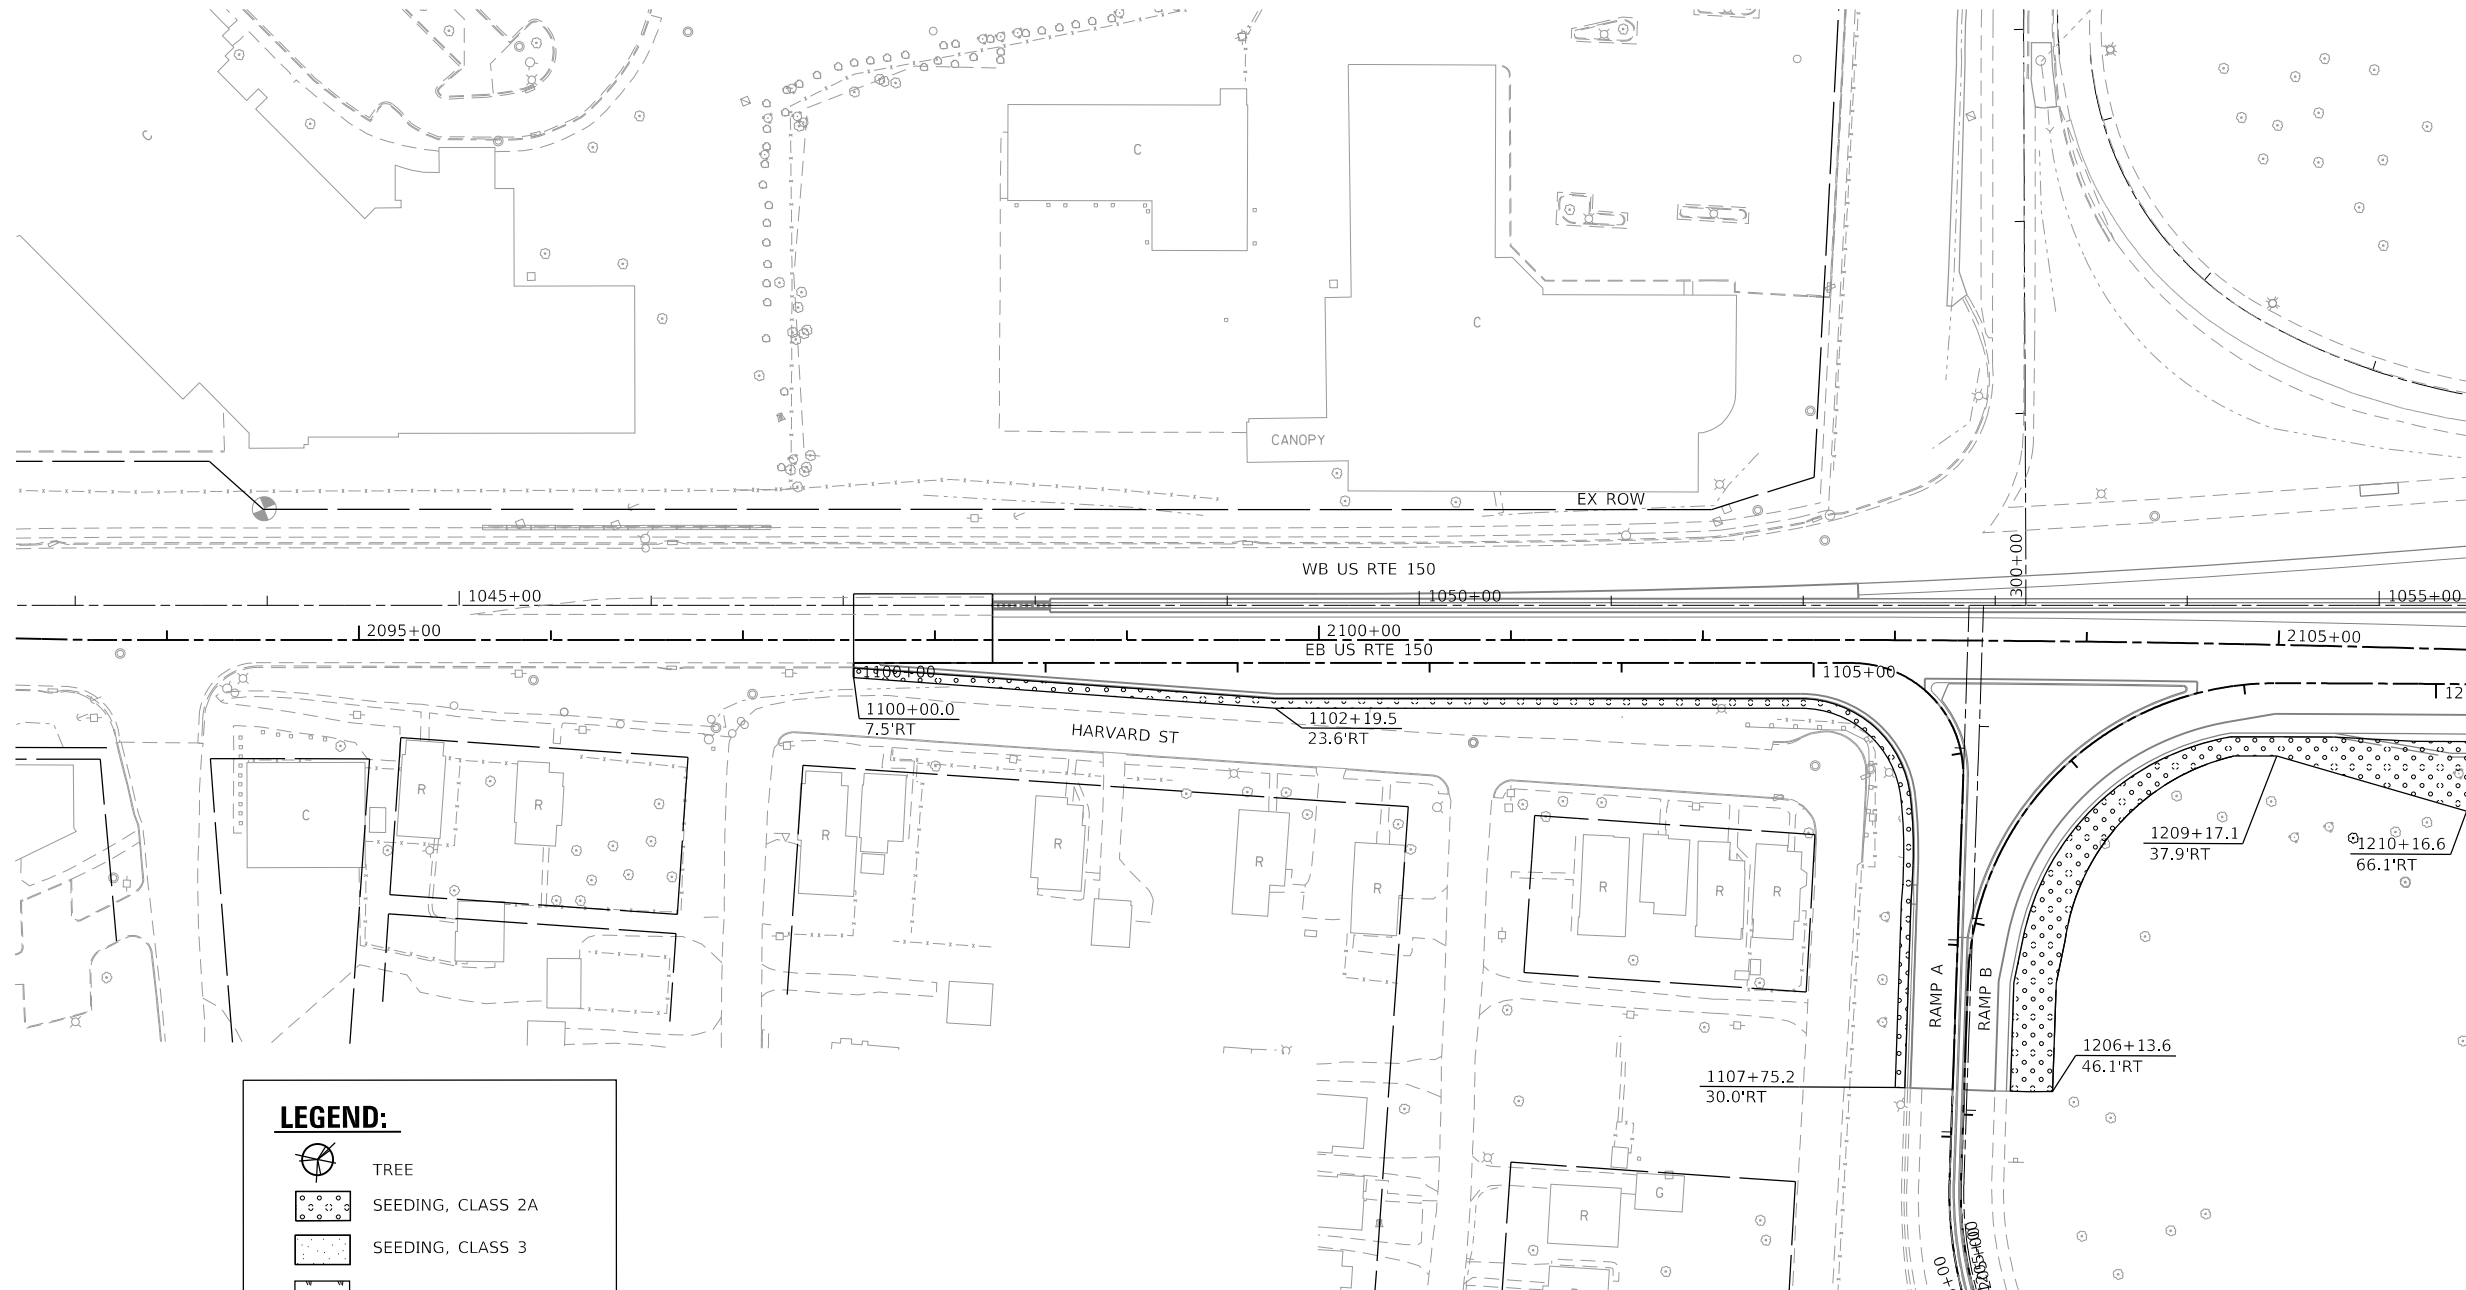 C
C
C
CANOPY
EX ROW
WB US RTE 150
300+00
1045+00
1050+00
1055+00
2095+00
2100+00
2105+00
EB US RTE 150
1100+00
1105+00
12
1100+00.0
7.5'RT
HARVARD ST
1102+19.5
23.6'RT
R
R
C
R
R
R
R
R
R
R
1209+17.1
37.9'RT
1210+16.6
66.1'RT
RAMP A
RAMP B
1206+13.6
46.1'RT
1107+75.2
30.0'RT
G
R
+00
LEGEND:
TREE
SEEDING, CLASS 2A
SEEDING, CLASS 3